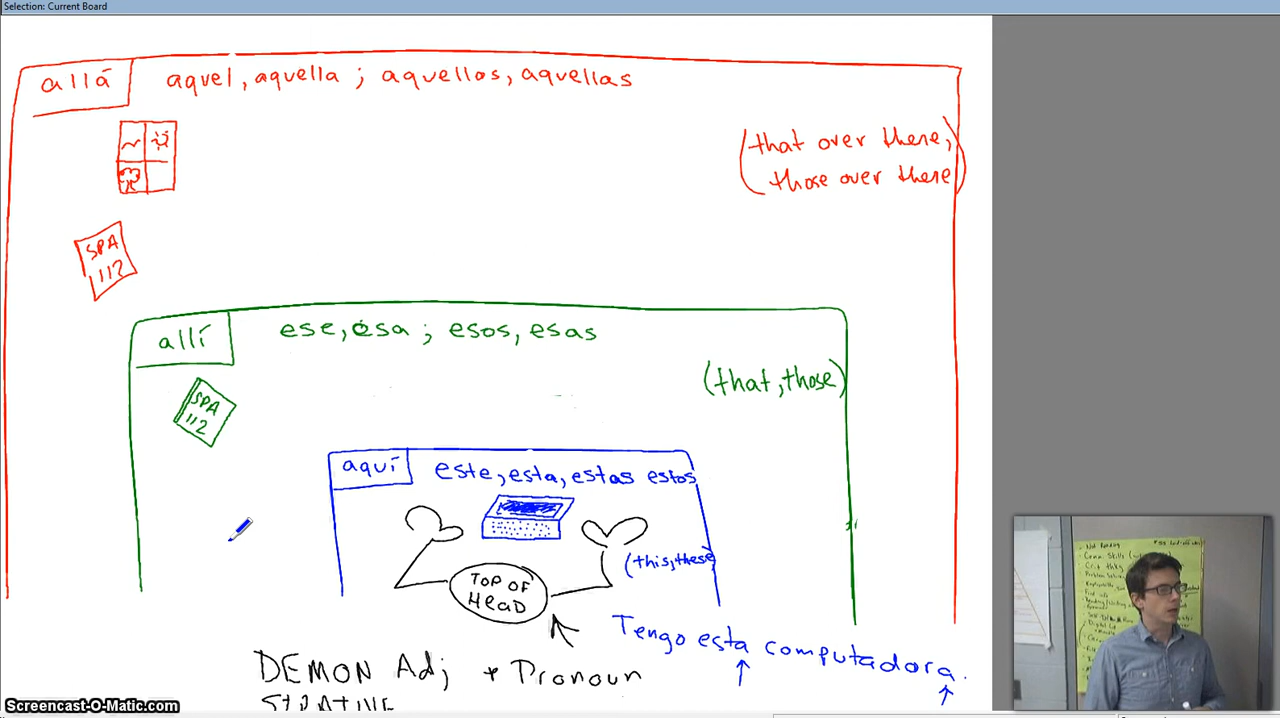 Selection: Current Board
allá aquel, aquella ; aquellos, aquellas
(that over there,
those over there)
SPA
112
allí ese, esa ; esos, esas
(that, those)
SPA
112
aquí este, esta, estas estos
(this, these)
TOP OF
HEAD
Tengo esta computadora.
DEMON Adj + Pronoun
STRATIVE
Screencast-O-Matic.com